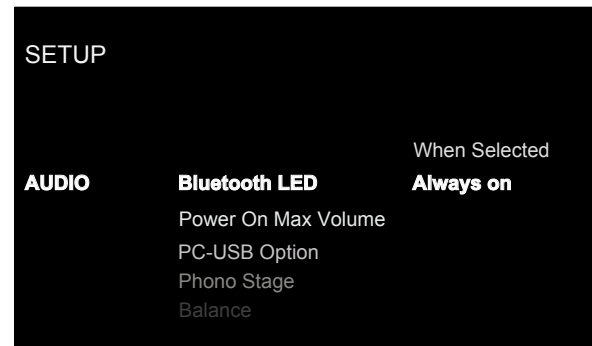 SETUP
When Selected
AUDIO Bluetooth LED Always on
Power On Max Volume
PC-USB Option
Phono Stage
Balance